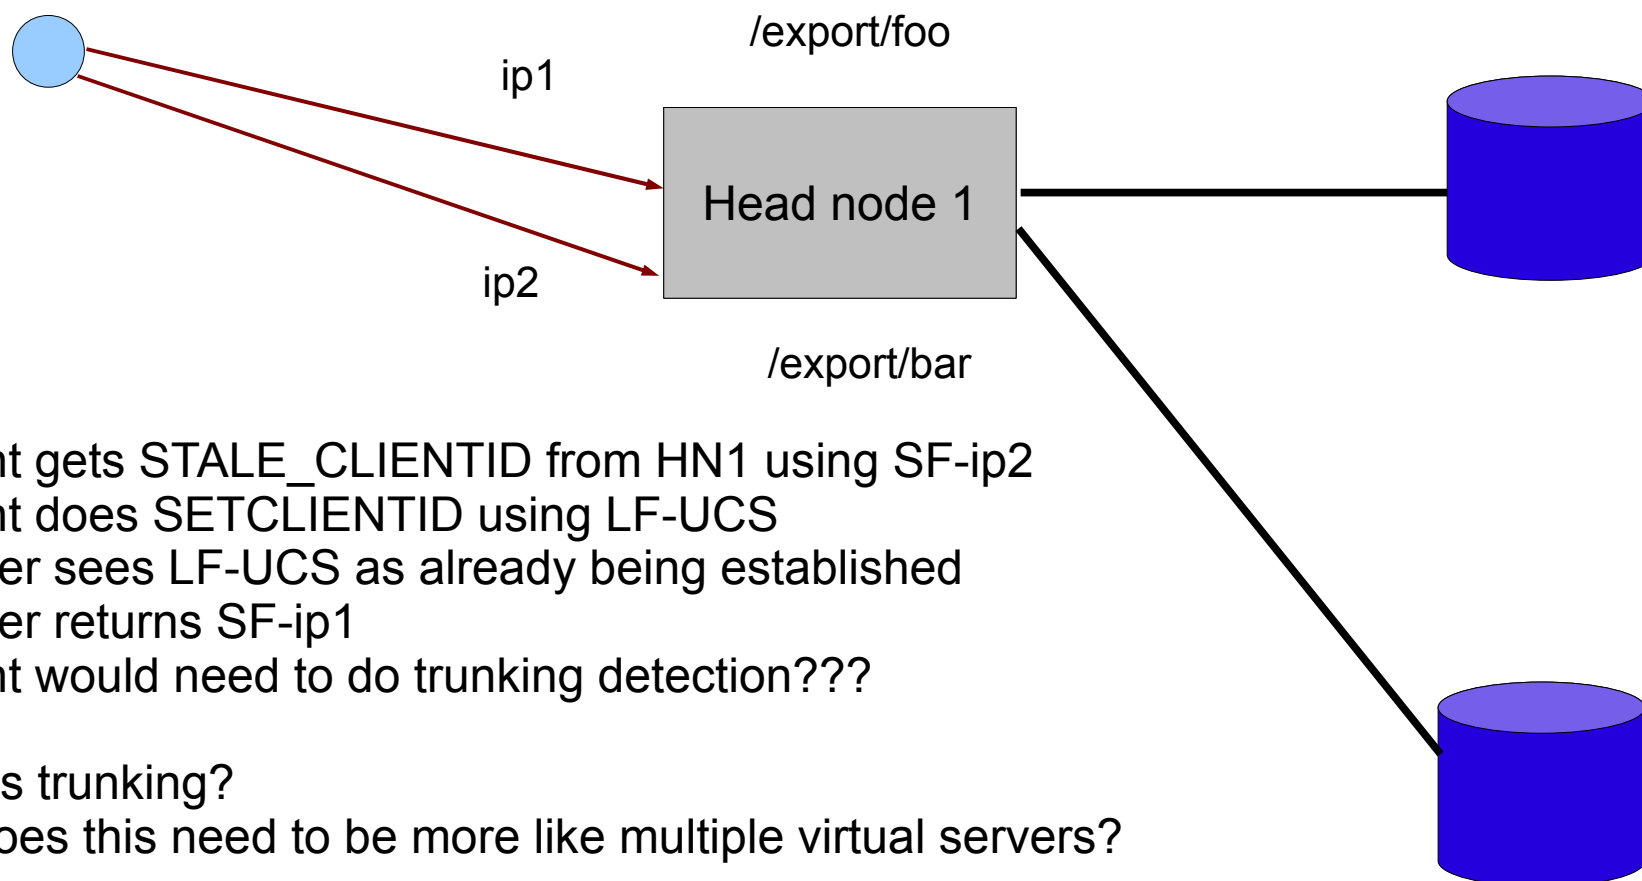 /export/foo
ip1
Head node 1
ip2
/export/bar
nt gets STALE_CLIENTID from HN1 using SF-ip2
nt does SETCLIENTID using LF-UCS
er sees LF-UCS as already being established
er returns SF-ip1
nt would need to do trunking detection???
s trunking?
oes this need to be more like multiple virtual servers?